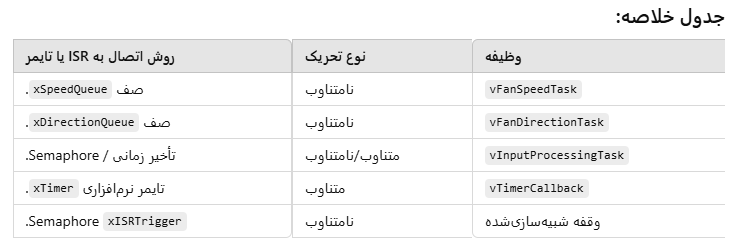 جدول خلاصه:
وظیفه	نوع تحریک	روش اتصال به ISR یا تایمر
vFanSpeedTask	نامتناوب	صف xSpeedQueue.
vFanDirectionTask	نامتناوب	صف xDirectionQueue.
vInputProcessingTask	متناوب/نامتناوب	تأخیر زمانی / Semaphore.
vTimerCallback	متناوب	تایمر نرم‌افزاری xTimer.
وقفه شبیه‌سازی‌شده	نامتناوب	Semaphore xISRTrigger.